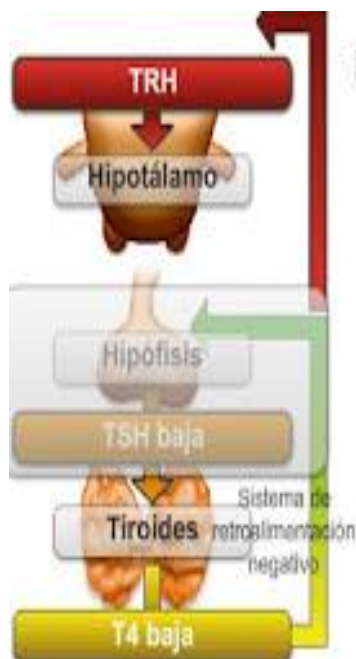 TRH
Hipotálamo
Hipófisis
TSH baja
Sistema de
Tiroides
retroalimentación
negativo
T4 baja